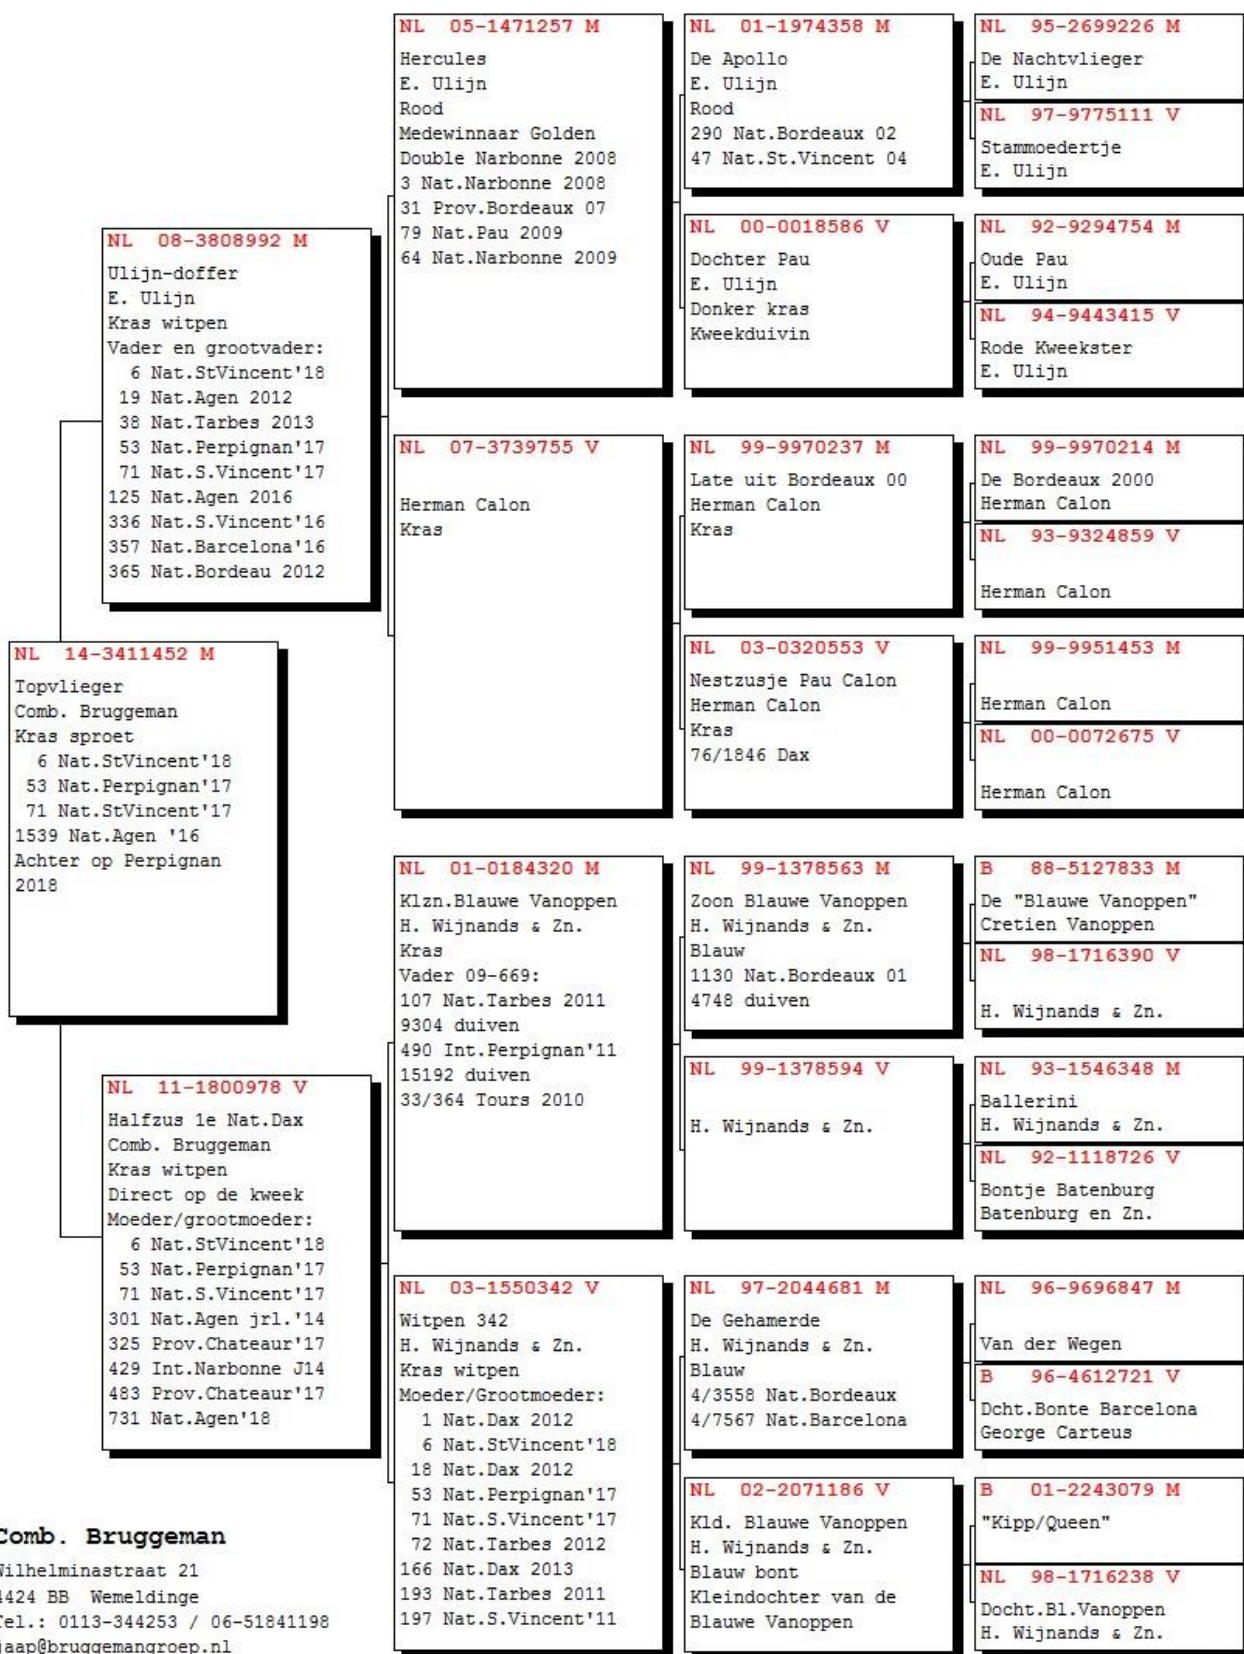 NL 14-3411452 M
Topvlieger
Comb. Bruggeman
Kras sproet
6 Nat.StVincent'18
53 Nat.Perpignan'17
71 Nat.StVincent'17
1539 Nat.Agen '16
Achter op Perpignan
2018
NL 08-3808992 M
Ulijn-doffer
E. Ulijn
Kras witpen
Vader en grootvader:
6 Nat.StVincent'18
19 Nat.Agen 2012
38 Nat.Tarbes 2013
53 Nat.Perpignan'17
71 Nat.S.Vincent'17
125 Nat.Agen 2016
336 Nat.S.Vincent'16
357 Nat.Barcelona'16
365 Nat.Bordeau 2012
NL 11-1800978 V
Halfzus 1e Nat.Dax
Comb. Bruggeman
Kras witpen
Direct op de kweek
Moeder/grootmoeder:
6 Nat.StVincent'18
53 Nat.Perpignan'17
71 Nat.S.Vincent'17
301 Nat.Agen jrl.'14
325 Prov.Chateaur'17
429 Int.Narbonne J14
483 Prov.Chateaur'17
731 Nat.Agen'18
NL 05-1471257 M
Hercules
E. Ulijn
Rood
Medewinnaar Golden
Double Narbonne 2008
3 Nat.Narbonne 2008
31 Prov.Bordeaux 07
79 Nat.Pau 2009
64 Nat.Narbonne 2009
NL 07-3739755 V
Herman Calon
Kras
NL 01-0184320 M
Klzn.Blauwe Vanoppen
H. Wijnands & Zn.
Kras
Vader 09-669:
107 Nat.Tarbes 2011
9304 duiven
490 Int.Perpignan'11
15192 duiven
33/364 Tours 2010
NL 03-1550342 V
Witpen 342
H. Wijnands & Zn.
Kras witpen
Moeder/Grootmoeder:
1 Nat.Dax 2012
6 Nat.StVincent'18
18 Nat.Dax 2012
53 Nat.Perpignan'17
71 Nat.S.Vincent'17
72 Nat.Tarbes 2012
166 Nat.Dax 2013
193 Nat.Tarbes 2011
197 Nat.S.Vincent'11
NL 01-1974358 M
De Apollo
E. Ulijn
Rood
290 Nat.Bordeaux 02
47 Nat.St.Vincent 04
NL 00-0018586 V
Dochter Pau
E. Ulijn
Donker kras
Kweekduivin
NL 99-9970237 M
Late uit Bordeaux 00
Herman Calon
Kras
NL 03-0320553 V
Nestzusje Pau Calon
Herman Calon
Kras
76/1846 Dax
NL 99-1378563 M
Zoon Blauwe Vanoppen
H. Wijnands & Zn.
Blauw
1130 Nat.Bordeaux 01
4748 duiven
NL 99-1378594 V
H. Wijnands & Zn.
NL 97-2044681 M
De Gehamerde
H. Wijnands & Zn.
Blauw
4/3558 Nat.Bordeaux
4/7567 Nat.Barcelona
NL 02-2071186 V
Kld. Blauwe Vanoppen
H. Wijnands & Zn.
Blauw bont
Kleindochter van de
Blauwe Vanoppen
NL 95-2699226 M
De Nachtvlieger
E. Ulijn
NL 97-9775111 V
Stammoedertje
E. Ulijn
NL 92-9294754 M
Oude Pau
E. Ulijn
NL 94-9443415 V
Rode Kweekster
E. Ulijn
NL 99-9970214 M
De Bordeaux 2000
Herman Calon
NL 93-9324859 V
Herman Calon
NL 99-9951453 M
Herman Calon
NL 00-0072675 V
Herman Calon
B 88-5127833 M
De "Blauwe Vanoppen"
Cretien Vanoppen
NL 98-1716390 V
H. Wijnands & Zn.
NL 93-1546348 M
Ballerini
H. Wijnands & Zn.
NL 92-1118726 V
Bontje Batenburg
Batenburg en Zn.
NL 96-9696847 M
Van der Wegen
B 96-4612721 V
Dcht.Bonte Barcelona
George Carteus
B 01-2243079 M
"Kipp/Queen"
NL 98-1716238 V
Docht.Bl.Vanoppen
H. Wijnands & Zn.
Comb. Bruggeman
Wilhelminastraat 21
4424 BB Wemeldinge
Tel.: 0113-344253 / 06-51841198
jaap@bruggemangroep.nl